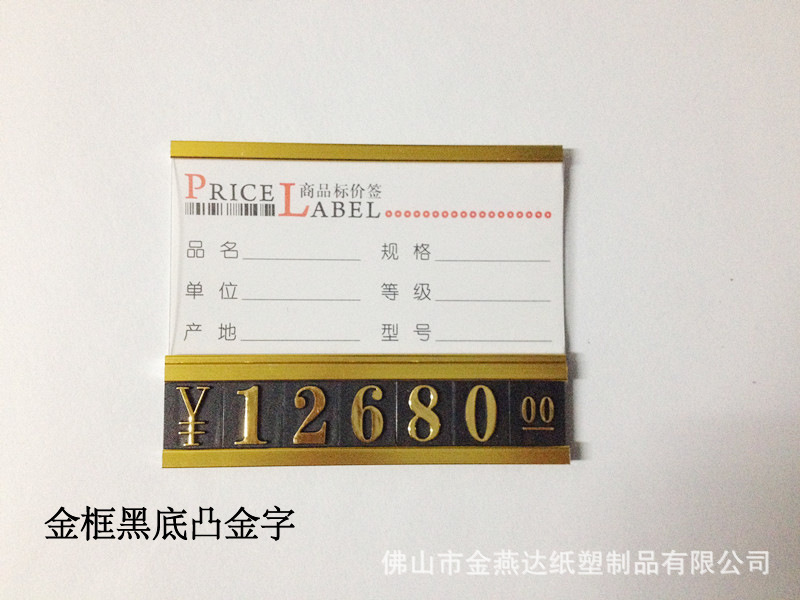 PRICE LABEL 商品标价签
品名 规格
单位 等级
产地 型号
¥12680 00
金框黑底凸金字
佛山市金燕达纸塑制品有限公司